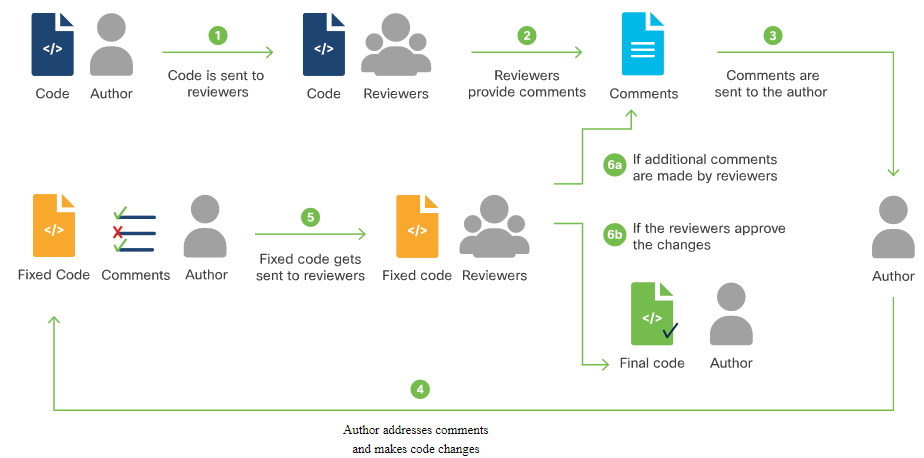 1
2
3
</>
</>
Code is sent to
reviewers
Reviewers
provide comments
Comments are
sent to the author
Code
Author
Code
Reviewers
Comments
6a
If additional comments
are made by reviewers
</>
5
</>
6b
If the reviewers approve
the changes
Fixed code gets
sent to reviewers
Fixed Code
Comments
Author
Fixed code
Reviewers
Author
</>
Final code
Author
4
Author addresses comments
and makes code changes